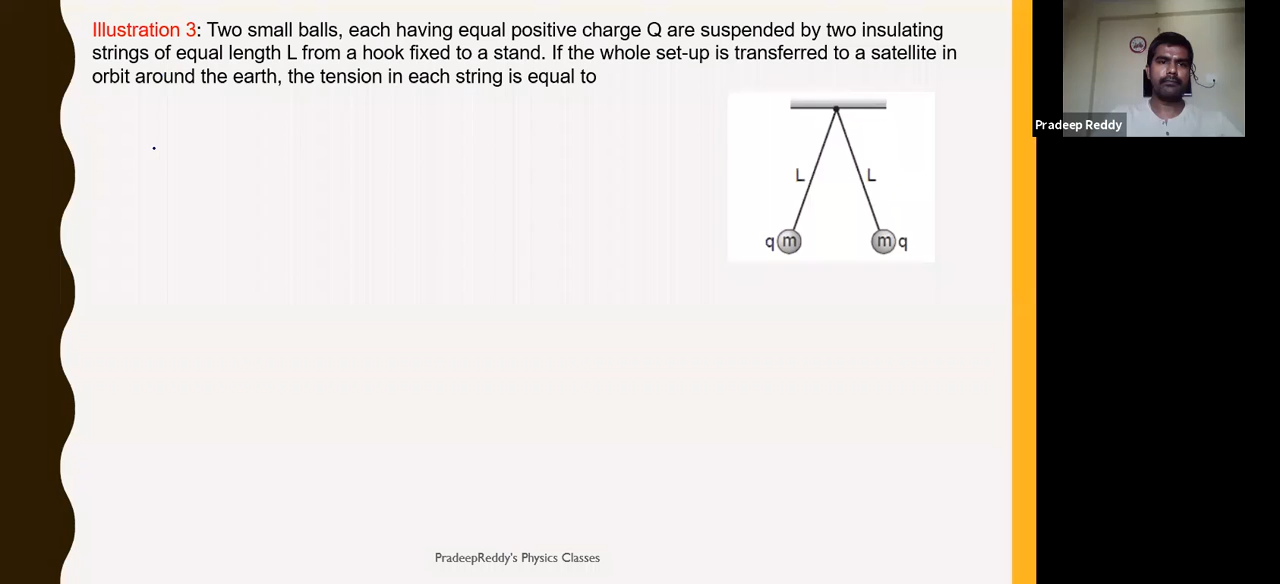 Illustration 3: Two small balls, each having equal positive charge Q are suspended by two insulating
strings of equal length L from a hook fixed to a stand. If the whole set-up is transferred to a satellite in
orbit around the earth, the tension in each string is equal to
L L
q m m q
Pradeep Reddy
PradeepReddy's Physics Classes